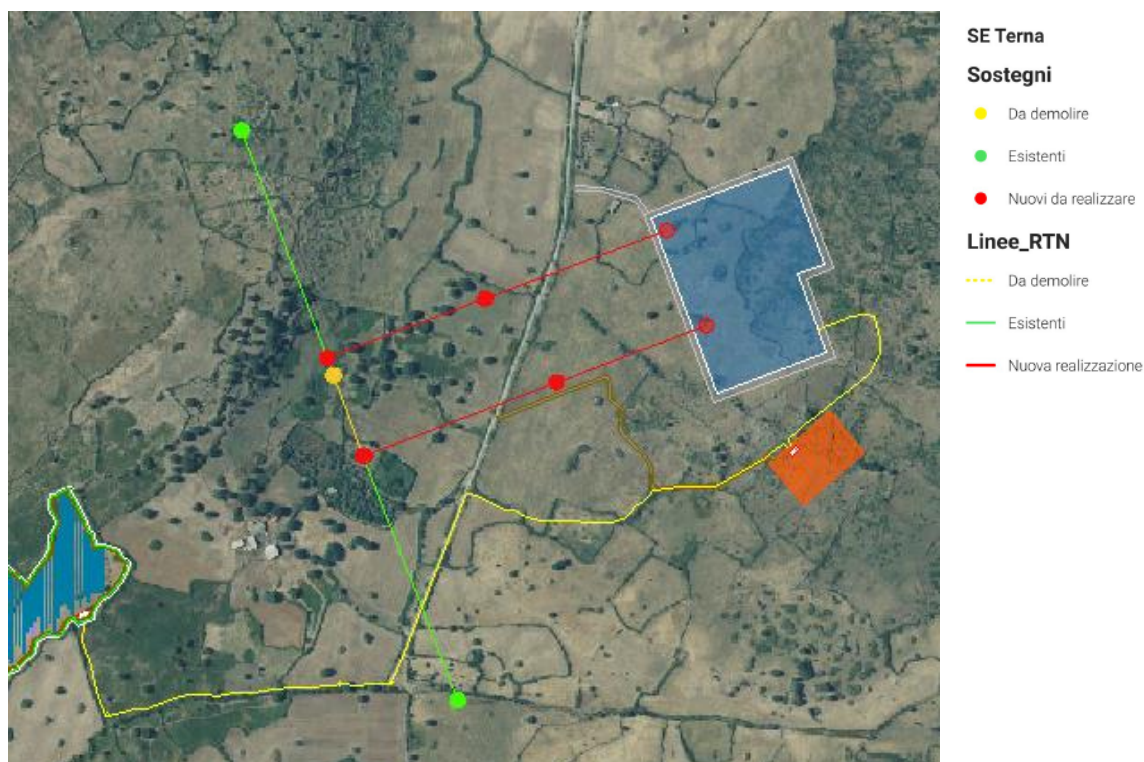 SE Terna
Sostegni
Da demolire
Esistenti
Nuovi da realizzare
Linee_RTN
Da demolire
Esistenti
Nuova realizzazione